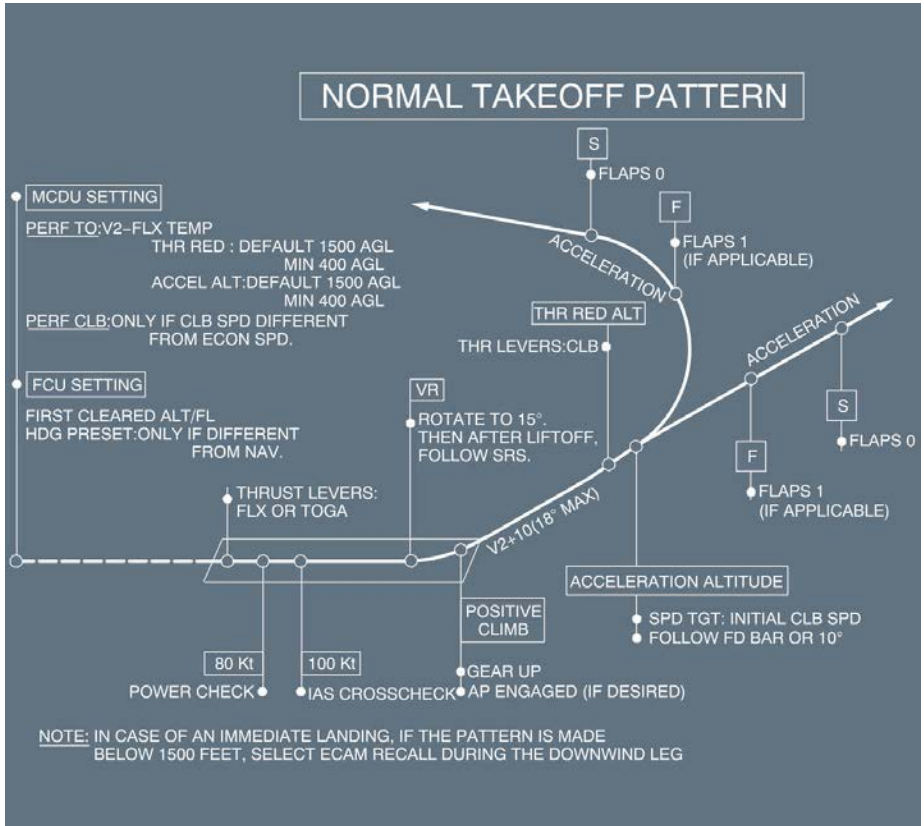 NORMAL TAKEOFF PATTERN
MCDU SETTING
PERF TO:V2-FLX TEMP
THR RED : DEFAULT 1500 AGL
MIN 400 AGL
ACCEL ALT:DEFAULT 1500 AGL
MIN 400 AGL
PERF CLB:ONLY IF CLB SPD DIFFERENT
FROM ECON SPD.
FCU SETTING
FIRST CLEARED ALT/FL
HDG PRESET:ONLY IF DIFFERENT
FROM NAV.
THRUST LEVERS:
FLX OR TOGA
80 Kt
POWER CHECK
100 Kt
IAS CROSSCHECK
VR
ROTATE TO 15°.
THEN AFTER LIFTOFF,
FOLLOW SRS.
POSITIVE
CLIMB
GEAR UP
AP ENGAGED (IF DESIRED)
V2+10(18° MAX)
THR RED ALT
THR LEVERS:CLB
ACCELERATION ALTITUDE
SPD TGT: INITIAL CLB SPD
FOLLOW FD BAR OR 10°
F
FLAPS 1
(IF APPLICABLE)
ACCELERATION
S
FLAPS 0
ACCELERATION
F
FLAPS 1
(IF APPLICABLE)
S
FLAPS 0
NOTE: IN CASE OF AN IMMEDIATE LANDING, IF THE PATTERN IS MADE
BELOW 1500 FEET, SELECT ECAM RECALL DURING THE DOWNWIND LEG